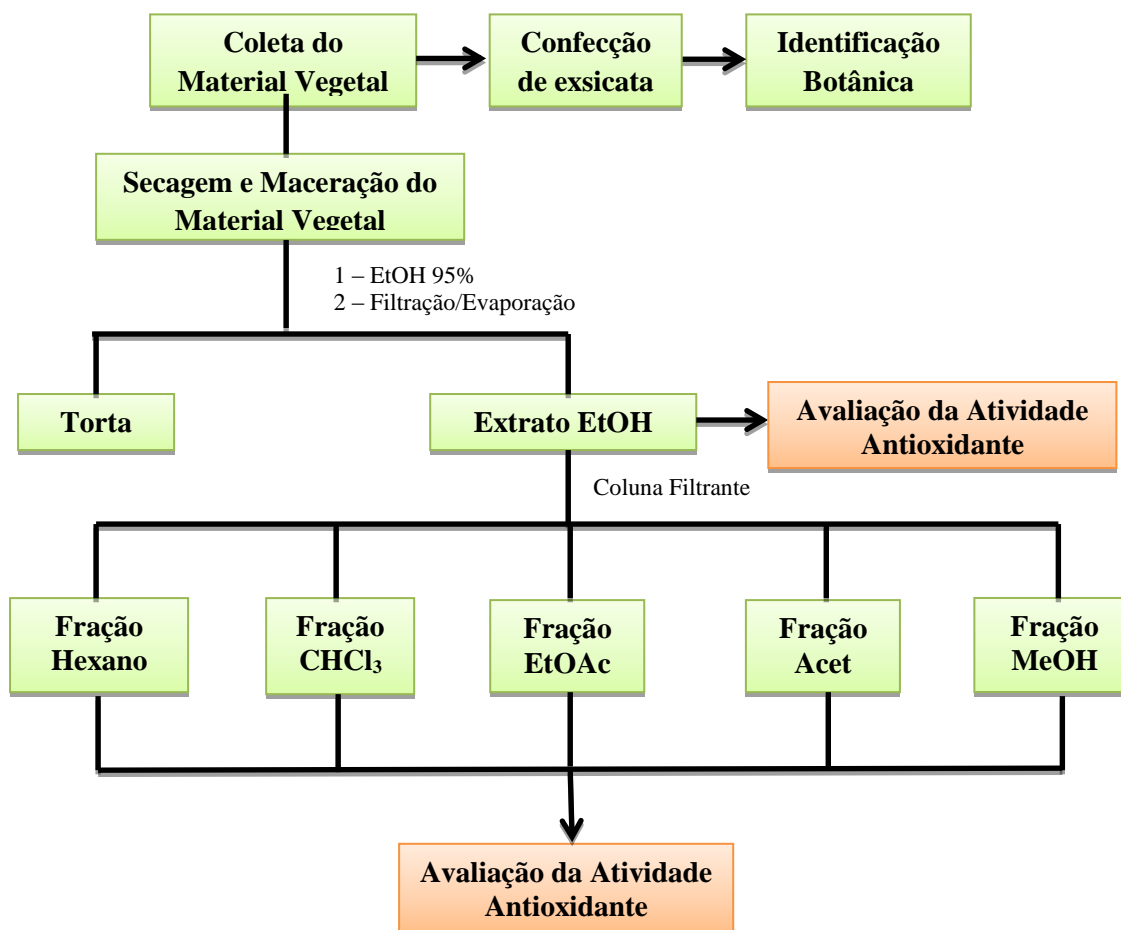 Coleta do
Material Vegetal
Confecção
de exsicata
Identificação
Botânica
Secagem e Maceração do
Material Vegetal
1 – EtOH 95%
2 – Filtração/Evaporação
Torta
Extrato EtOH
Avaliação da Atividade
Antioxidante
Coluna Filtrante
Fração
Hexano
Fração
CHCl₃
Fração
EtOAc
Fração
Acet
Fração
MeOH
Avaliação da Atividade
Antioxidante